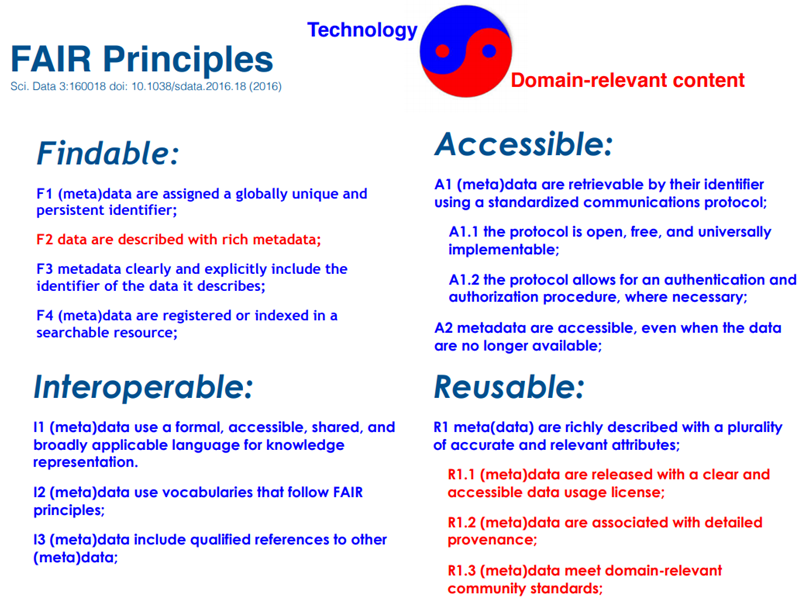 Technology
FAIR Principles
Sci. Data 3:160018 doi: 10.1038/sdata.2016.18 (2016)
Domain-relevant content
Findable:
F1 (meta)data are assigned a globally unique and
persistent identifier;
F2 data are described with rich metadata;
F3 metadata clearly and explicitly include the
identifier of the data it describes;
F4 (meta)data are registered or indexed in a
searchable resource;
Accessible:
A1 (meta)data are retrievable by their identifier
using a standardized communications protocol;
A1.1 the protocol is open, free, and universally
implementable;
A1.2 the protocol allows for an authentication and
authorization procedure, where necessary;
A2 metadata are accessible, even when the data
are no longer available;
Interoperable:
I1 (meta)data use a formal, accessible, shared, and
broadly applicable language for knowledge
representation.
I2 (meta)data use vocabularies that follow FAIR
principles;
I3 (meta)data include qualified references to other
(meta)data;
Reusable:
R1 meta(data) are richly described with a plurality
of accurate and relevant attributes;
R1.1 (meta)data are released with a clear and
accessible data usage license;
R1.2 (meta)data are associated with detailed
provenance;
R1.3 (meta)data meet domain-relevant
community standards;